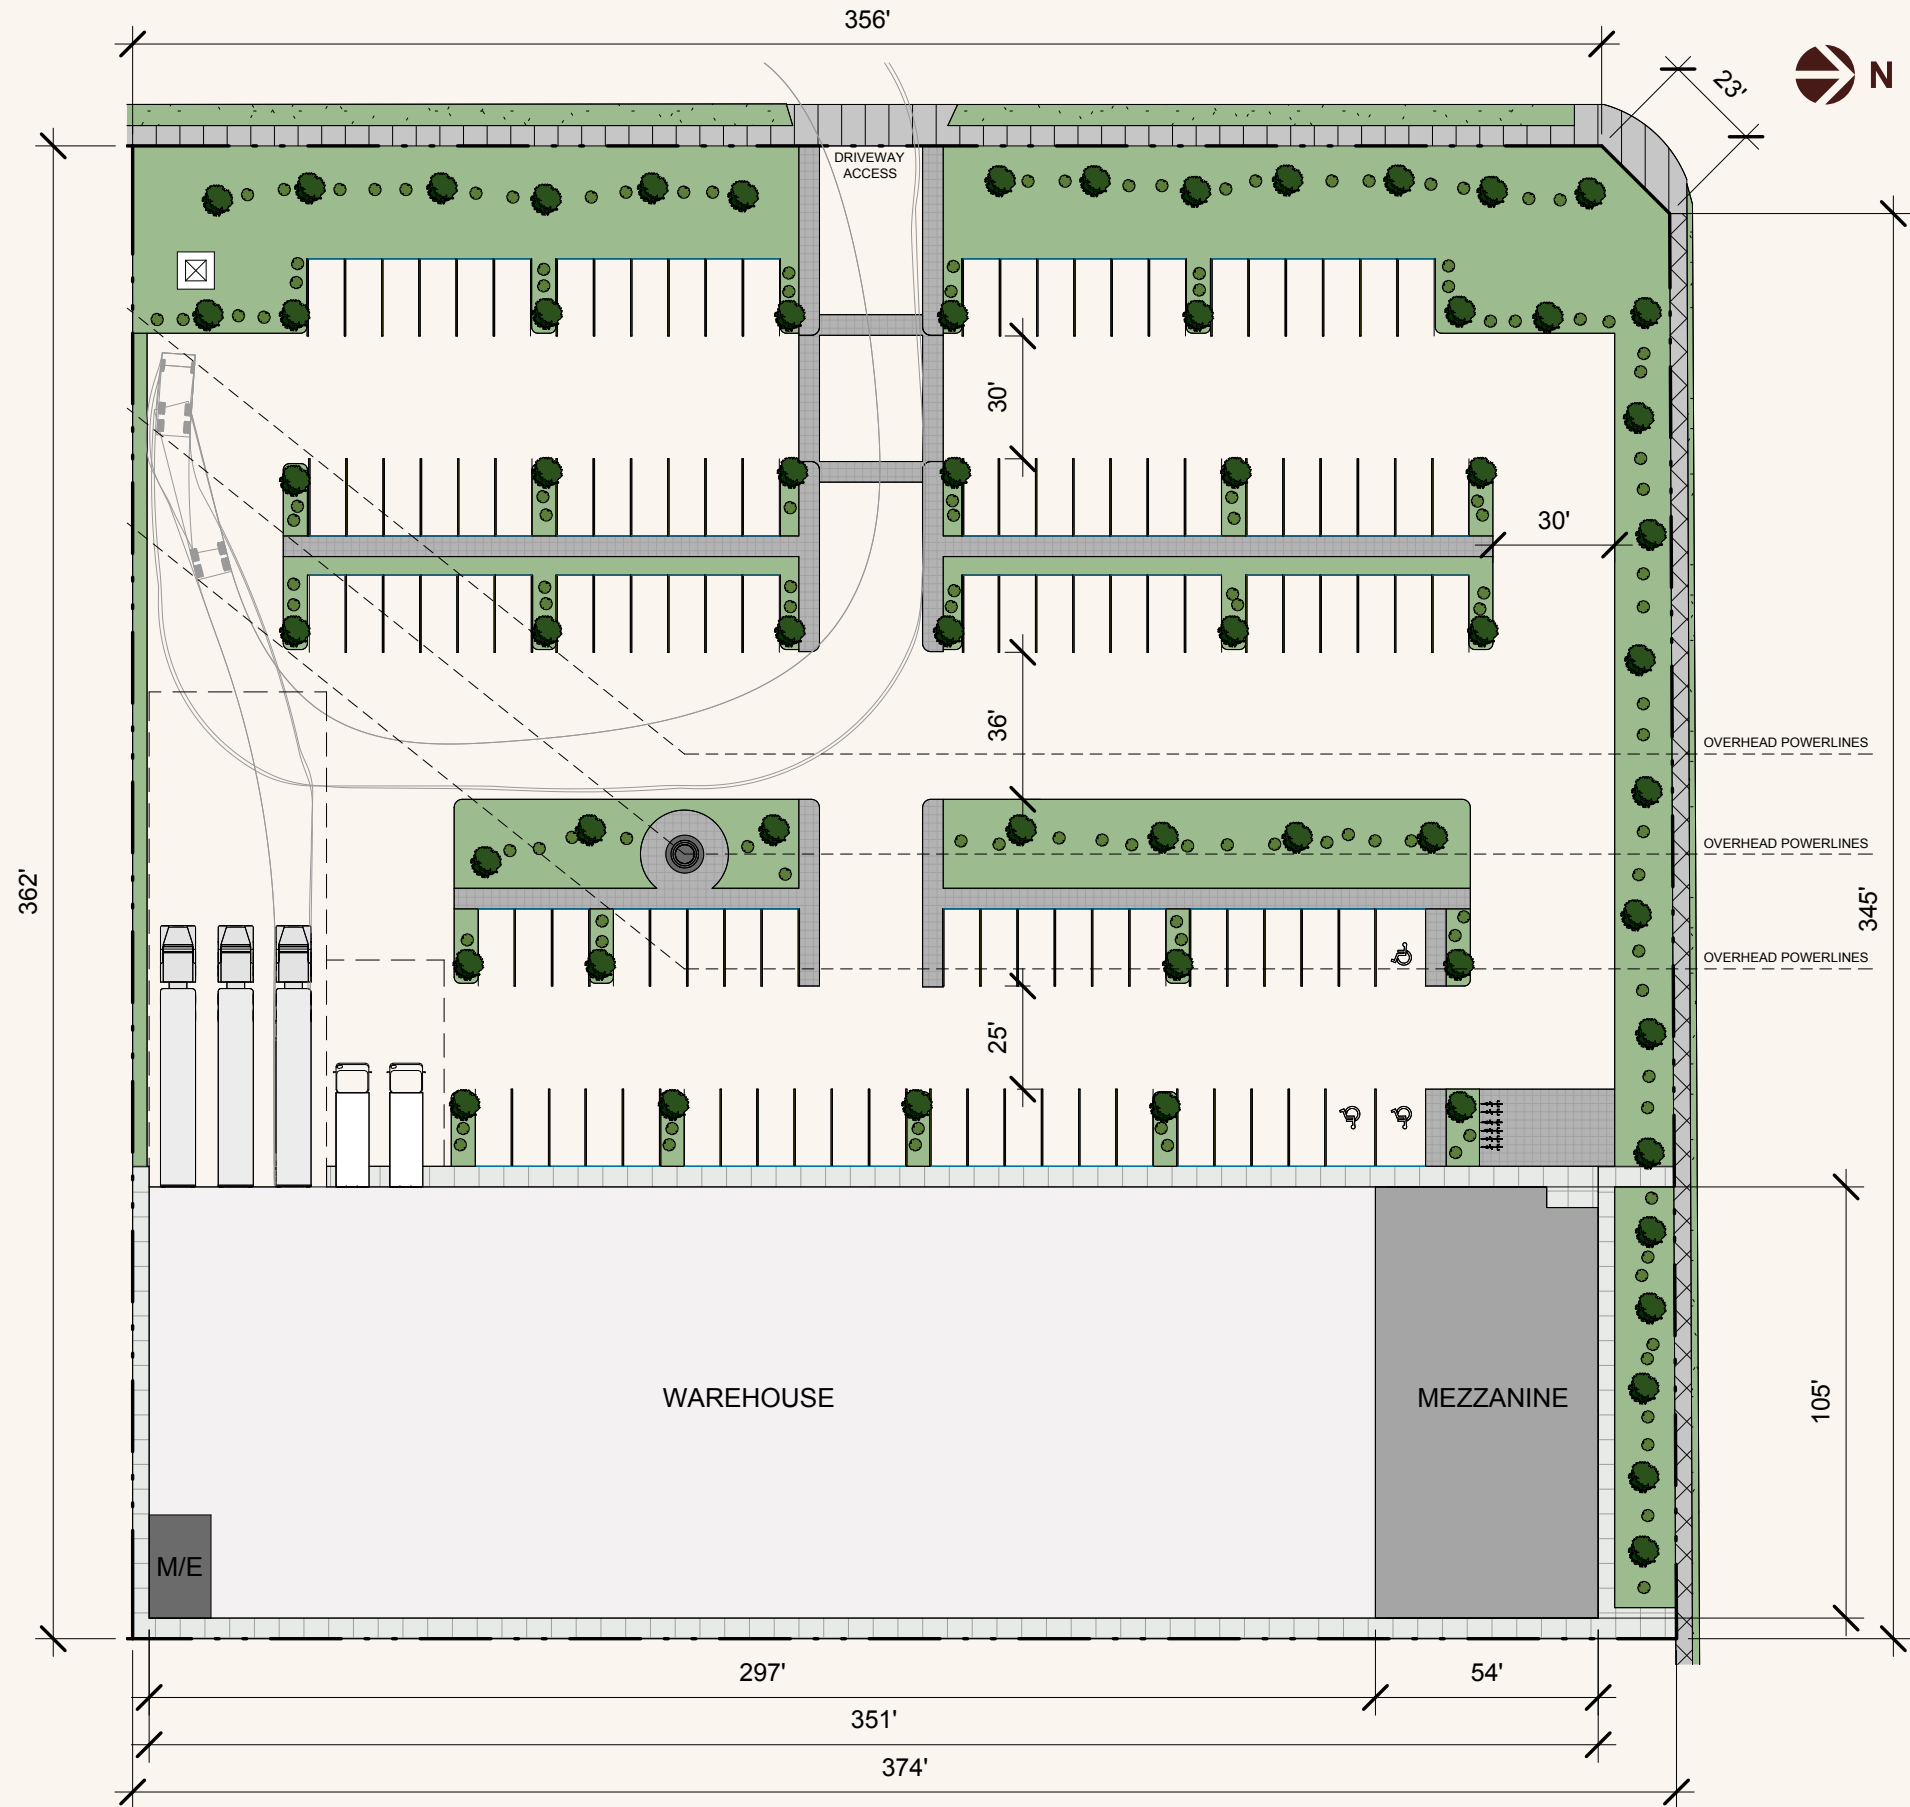 356'
N
23'
DRIVEWAY
ACCESS
30'
30'
36'
OVERHEAD POWERLINES
OVERHEAD POWERLINES
362'
345'
OVERHEAD POWERLINES
25'
WAREHOUSE
MEZZANINE
105'
M/E
297'
54'
351'
374'